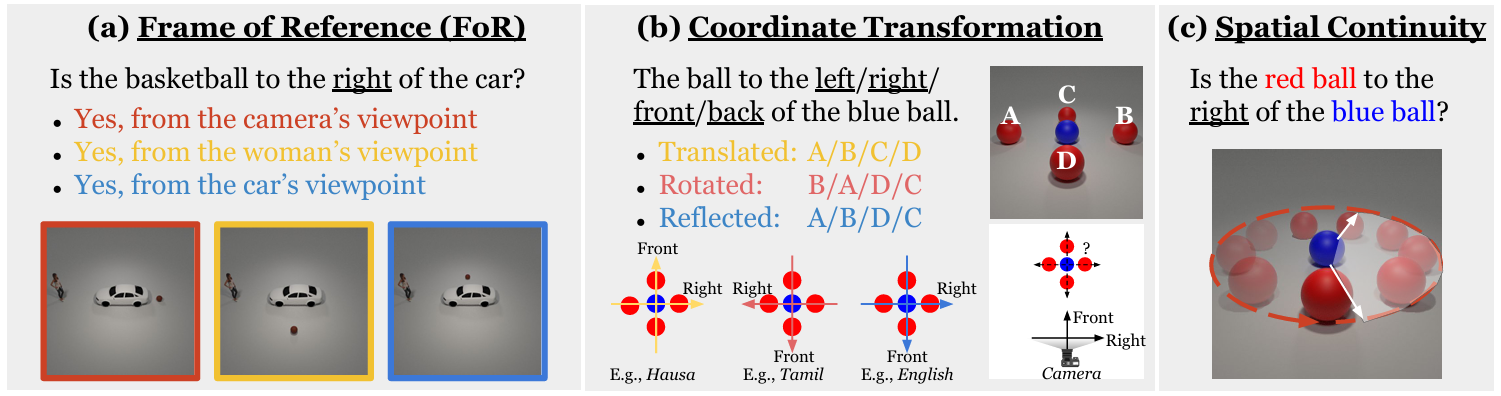 (a) Frame of Reference (FoR)
Is the basketball to the right of the car?
• Yes, from the camera's viewpoint
• Yes, from the woman's viewpoint
• Yes, from the car's viewpoint
(b) Coordinate Transformation
The ball to the left/right/
front/back of the blue ball.
• Translated: A/B/C/D
• Rotated: B/A/D/C
• Reflected: A/B/D/C
Front
Right
E.g., Hausa
Right
Front
E.g., Tamil
Right
Front
E.g., English
C
A
B
D
?
Front
Right
Camera
(c) Spatial Continuity
Is the red ball to the
right of the blue ball?